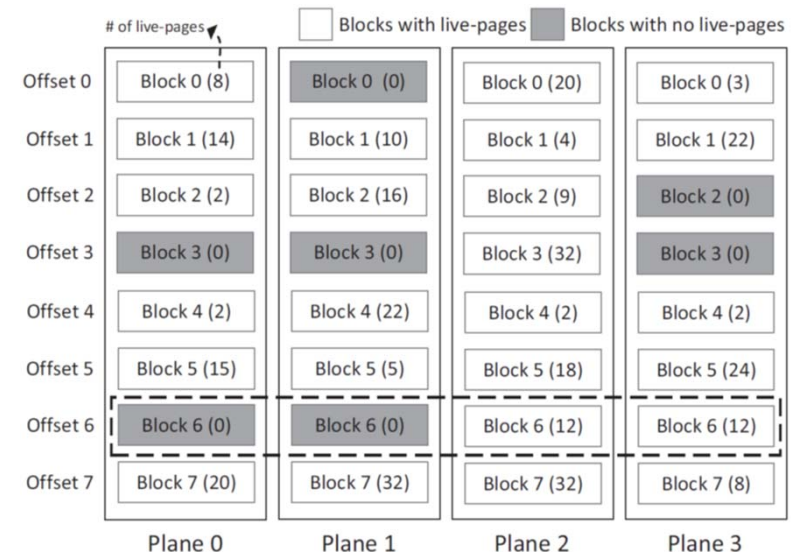 # of live-pages Blocks with live-pages Blocks with no live-pages
Offset 0 Block 0 (8) Block 0 (0) Block 0 (20) Block 0 (3)
Offset 1 Block 1 (14) Block 1 (10) Block 1 (4) Block 1 (22)
Offset 2 Block 2 (2) Block 2 (16) Block 2 (9) Block 2 (0)
Offset 3 Block 3 (0) Block 3 (0) Block 3 (32) Block 3 (0)
Offset 4 Block 4 (2) Block 4 (22) Block 4 (2) Block 4 (2)
Offset 5 Block 5 (15) Block 5 (5) Block 5 (18) Block 5 (24)
Offset 6 Block 6 (0) Block 6 (0) Block 6 (12) Block 6 (12)
Offset 7 Block 7 (20) Block 7 (32) Block 7 (32) Block 7 (8)
Plane 0 Plane 1 Plane 2 Plane 3